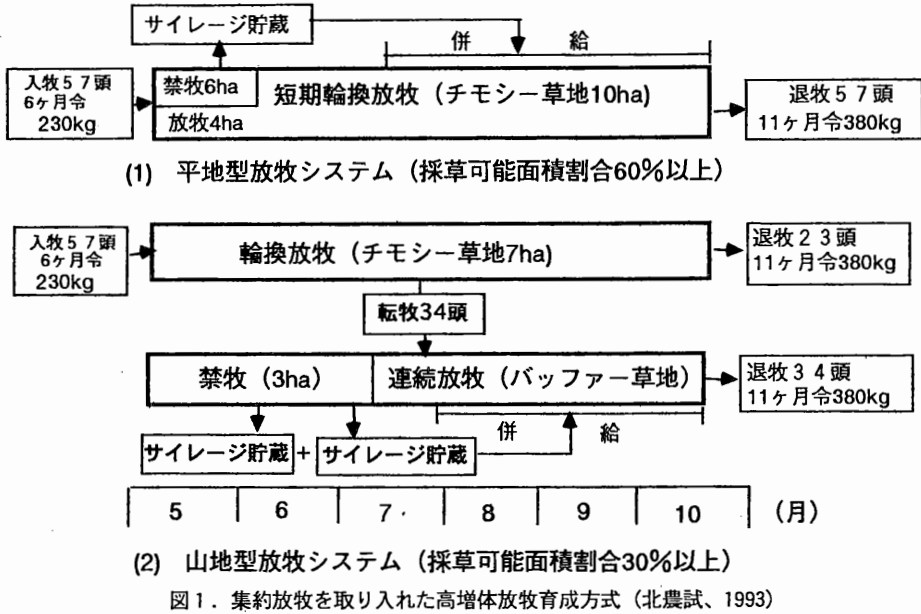 サイレージ貯蔵
併 給
入牧57頭
6ヶ月令
230kg
禁牧6ha
放牧4ha
短期輪換放牧(チモシー草地10ha)
退牧57頭
11ヶ月令380kg
(1) 平地型放牧システム(採草可能面積割合60%以上)
入牧57頭
6ヶ月令
230kg
輪換放牧(チモシー草地7ha)
退牧23頭
11ヶ月令380kg
転牧34頭
禁牧(3ha)
連続放牧(バッファー草地)
退牧34頭
11ヶ月令380kg
併 給
サイレージ貯蔵+サイレージ貯蔵
5 6 7 8 9 10 (月)
(2) 山地型放牧システム(採草可能面積割合30%以上)
図1.集約放牧を取り入れた高増体放牧育成方式(北農試、1993)